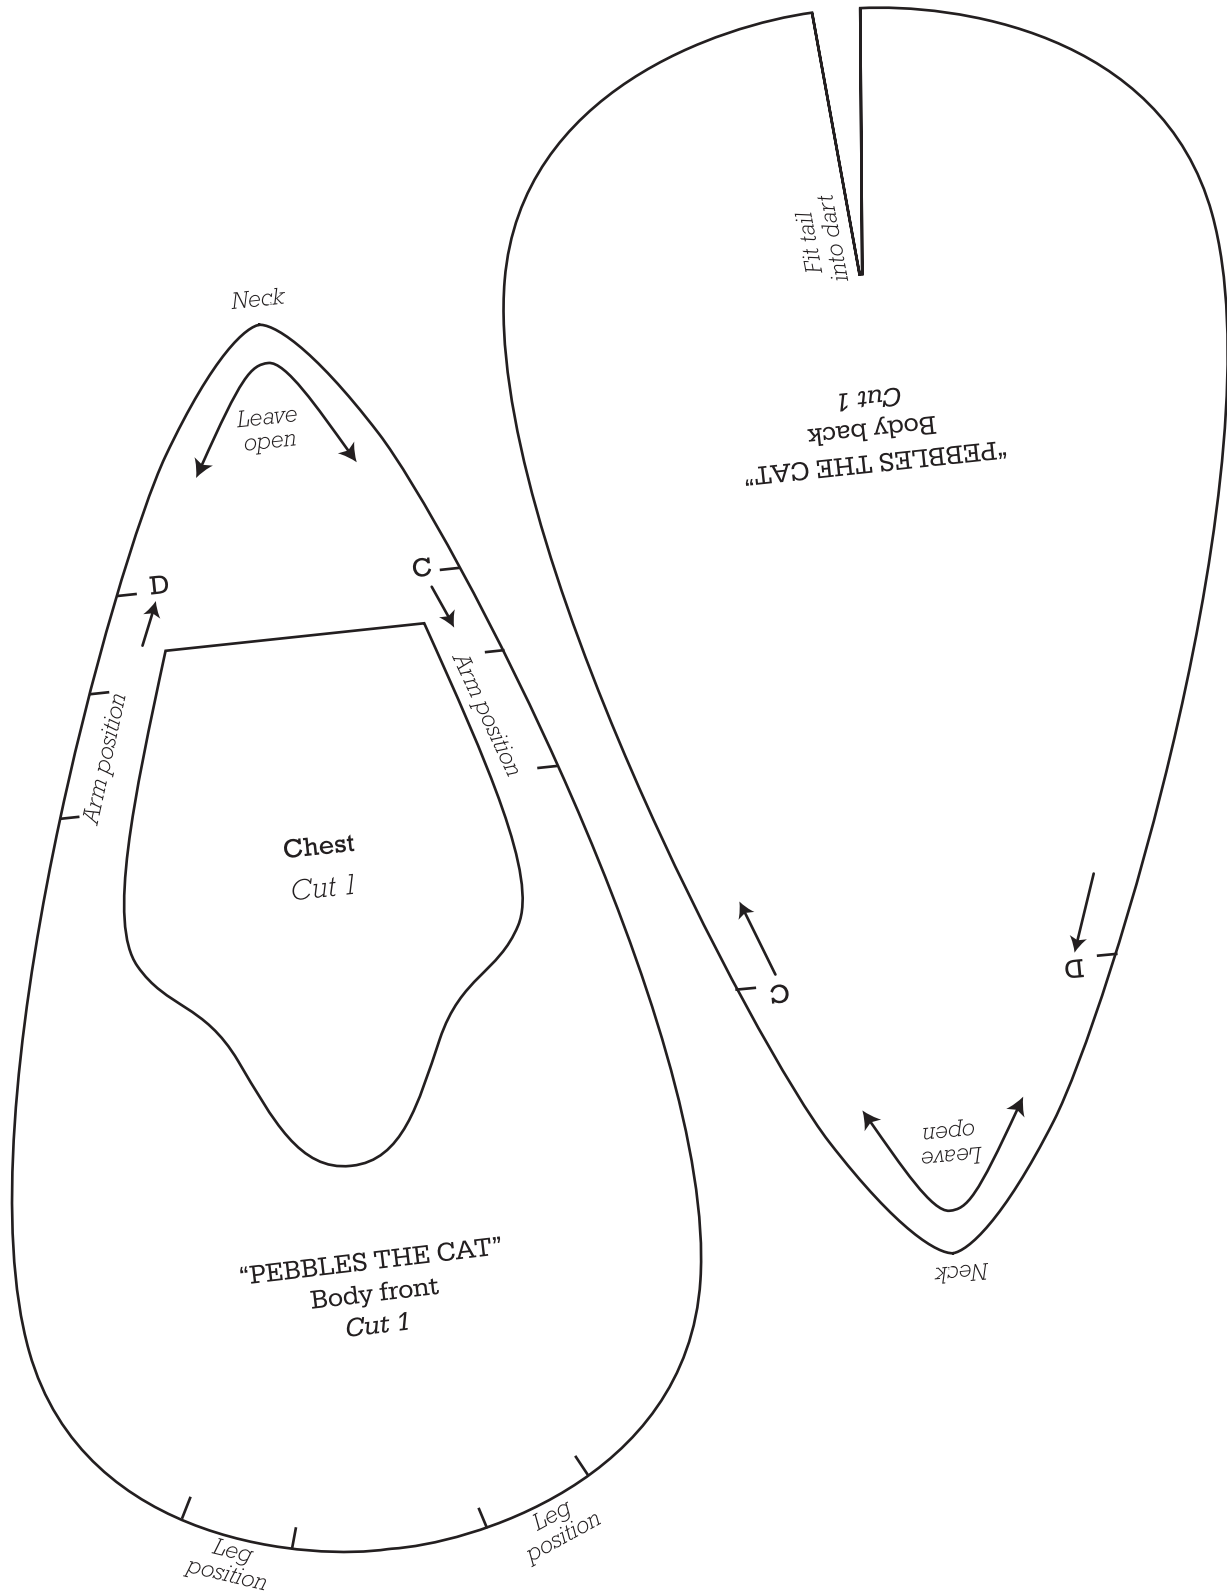 Neck
Leave
open
D
C
Arm position
Arm position
Chest
Cut 1
“PEBBLES THE CAT”
Body front
Cut 1
Leg
position
Leg
position
Fit tail
into dart
“PEBBLES THE CAT”
Body back
Cut 1
C
D
Leave
open
Neck